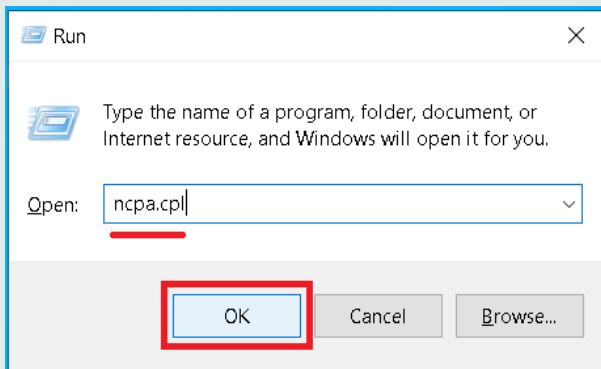 Run
Type the name of a program, folder, document, or
Internet resource, and Windows will open it for you.
Open: ncpa.cpl
OK Cancel Browse...